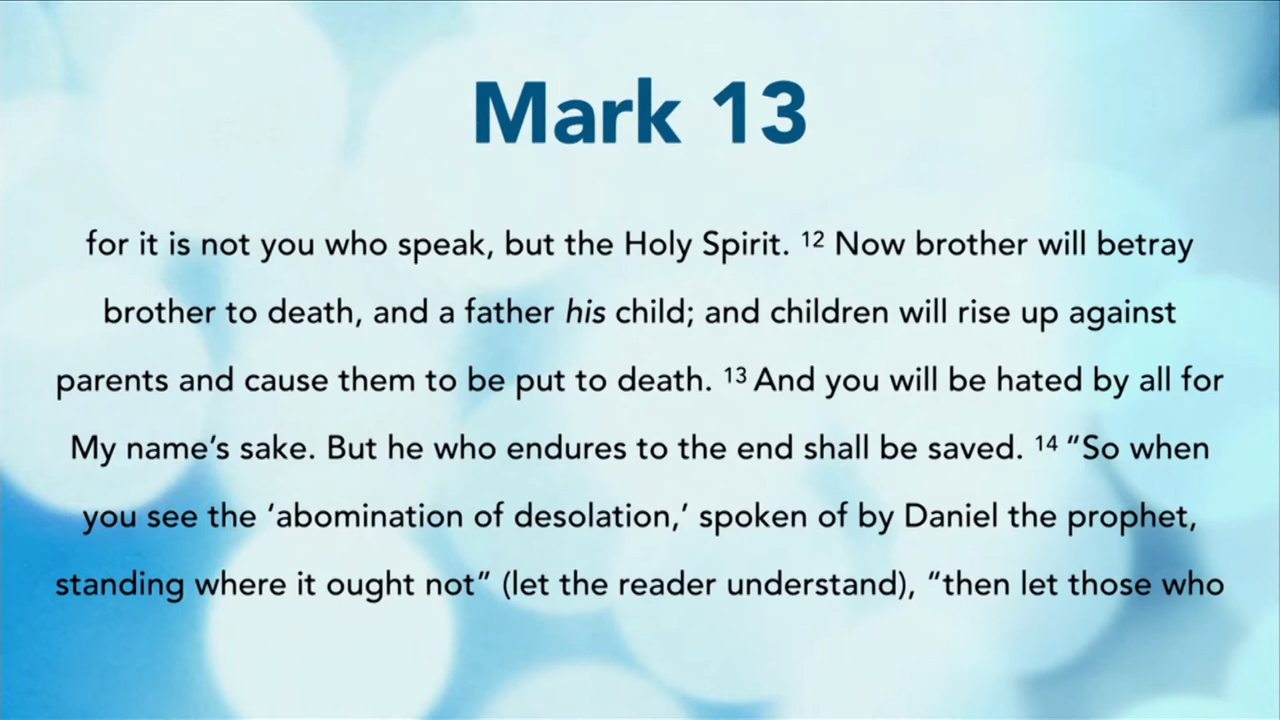 Mark 13
for it is not you who speak, but the Holy Spirit. 12 Now brother will betray
brother to death, and a father his child; and children will rise up against
parents and cause them to be put to death. 13 And you will be hated by all for
My name’s sake. But he who endures to the end shall be saved. 14 “So when
you see the ‘abomination of desolation,’ spoken of by Daniel the prophet,
standing where it ought not” (let the reader understand), “then let those who